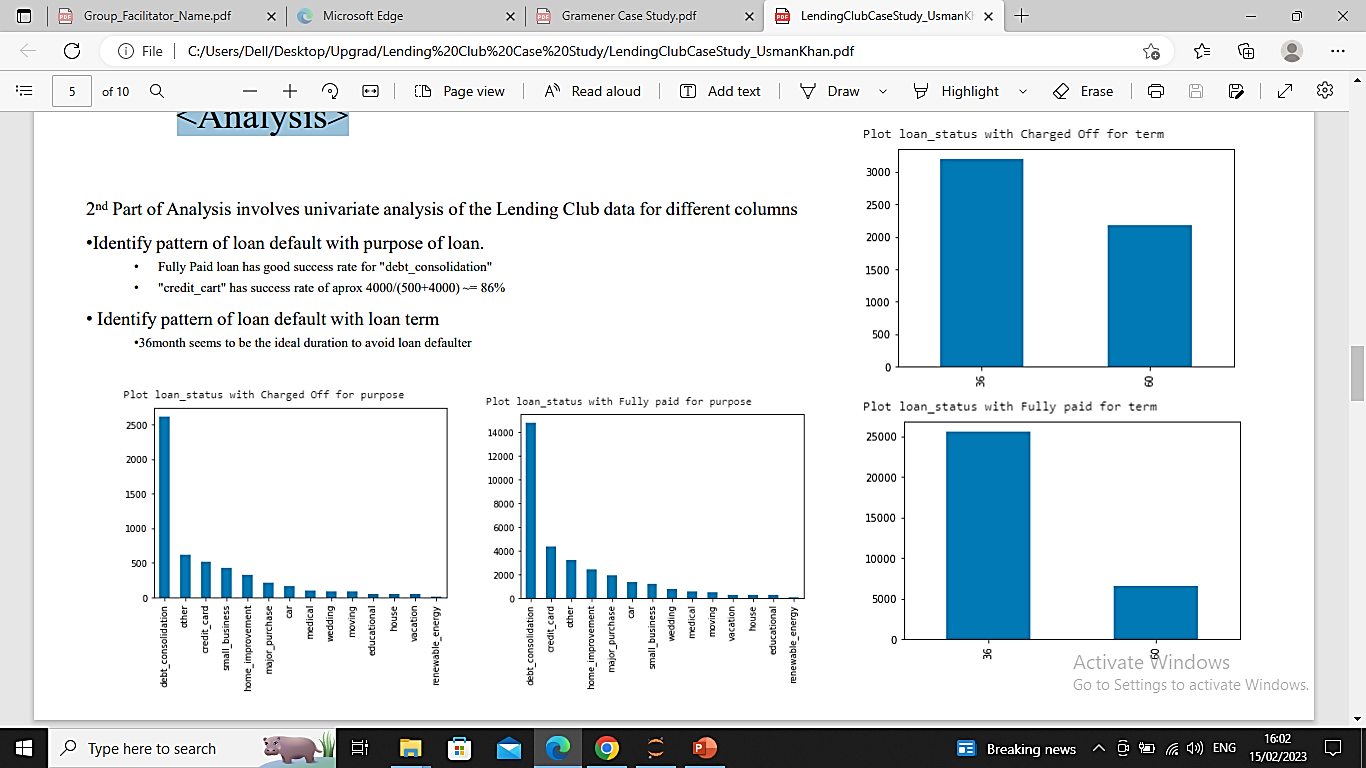 Group_Facilitator_Name.pdf
Microsoft Edge
Gramener Case Study.pdf
LendingClubCaseStudy_UsmanKh
File
C:/Users/Dell/Desktop/Upgrad/Lending%20Club%20Case%20Study/LendingClubCaseStudy_UsmanKhan.pdf
5 of 10
Page view
Read aloud
Add text
Draw
Highlight
Erase
<Analysis>
2nd Part of Analysis involves univariate analysis of the Lending Club data for different columns
•Identify pattern of loan default with purpose of loan.
• Fully Paid loan has good success rate for "debt_consolidation"
• "credit_cart" has success rate of aprox 4000/(500+4000) ~= 86%
• Identify pattern of loan default with loan term
•36month seems to be the ideal duration to avoid loan defaulter
Plot loan_status with Charged Off for purpose
2500
2000
1500
1000
500
0
debt_consolidation
other
credit_card
small_business
home_improvement
major_purchase
car
medical
wedding
moving
educational
house
vacation
renewable_energy
Plot loan_status with Fully paid for purpose
14000
12000
10000
8000
6000
4000
2000
0
debt_consolidation
credit_card
other
home_improvement
major_purchase
car
small_business
wedding
medical
moving
vacation
house
educational
renewable_energy
Plot loan_status with Charged Off for term
3000
2500
2000
1500
1000
500
0
36
60
Plot loan_status with Fully paid for term
25000
20000
15000
10000
5000
0
36
60
Activate Windows
Go to Settings to activate Windows.
Type here to search
Breaking news
ENG
16:02
15/02/2023